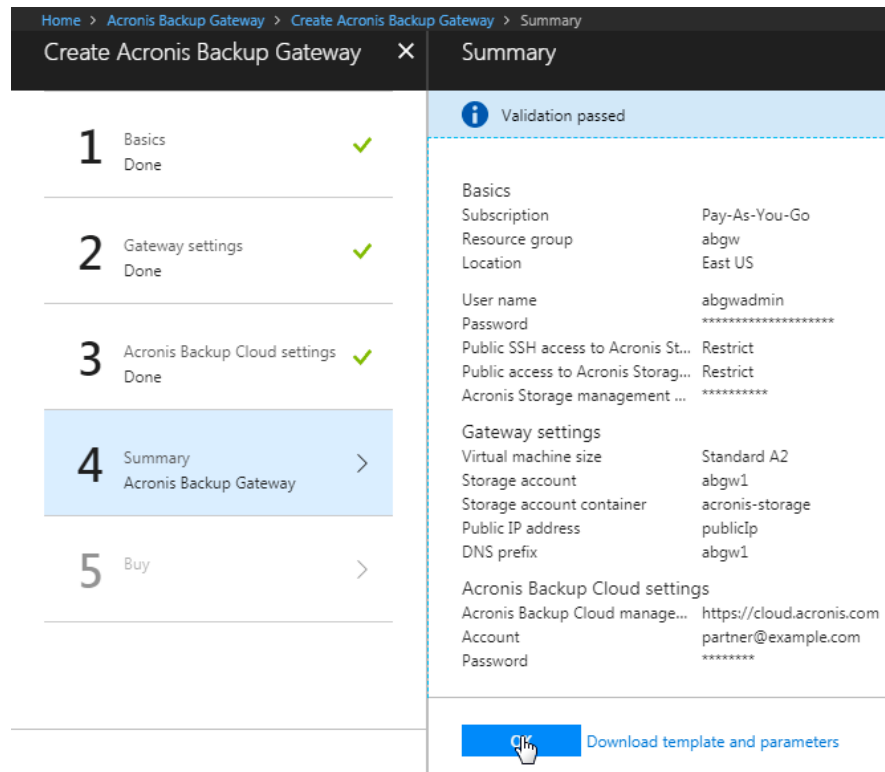 Home > Acronis Backup Gateway > Create Acronis Backup Gateway > Summary
Create Acronis Backup Gateway ×
Summary
1 Basics
Done
2 Gateway settings
Done
3 Acronis Backup Cloud settings
Done
4 Summary
Acronis Backup Gateway
5 Buy
Validation passed
Basics
Subscription Pay-As-You-Go
Resource group abgw
Location East US
User name abgwadmin
Password ********************
Public SSH access to Acronis St... Restrict
Public access to Acronis Storag... Restrict
Acronis Storage management ... **********
Gateway settings
Virtual machine size Standard A2
Storage account abgw1
Storage account container acronis-storage
Public IP address publicIp
DNS prefix abgw1
Acronis Backup Cloud settings
Acronis Backup Cloud manage... https://cloud.acronis.com
Account partner@example.com
Password ********
OK Download template and parameters